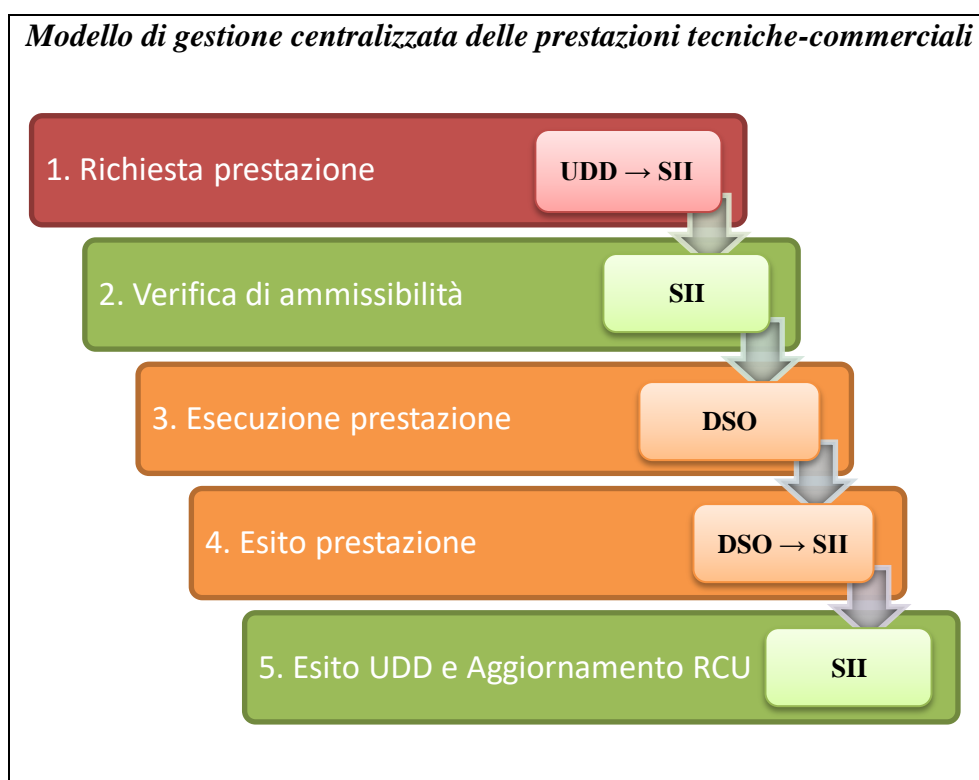 Modello di gestione centralizzata delle prestazioni tecniche-commerciali
1. Richiesta prestazione
UDD → SII
2. Verifica di ammissibilità
SII
3. Esecuzione prestazione
DSO
4. Esito prestazione
DSO → SII
5. Esito UDD e Aggiornamento RCU
SII